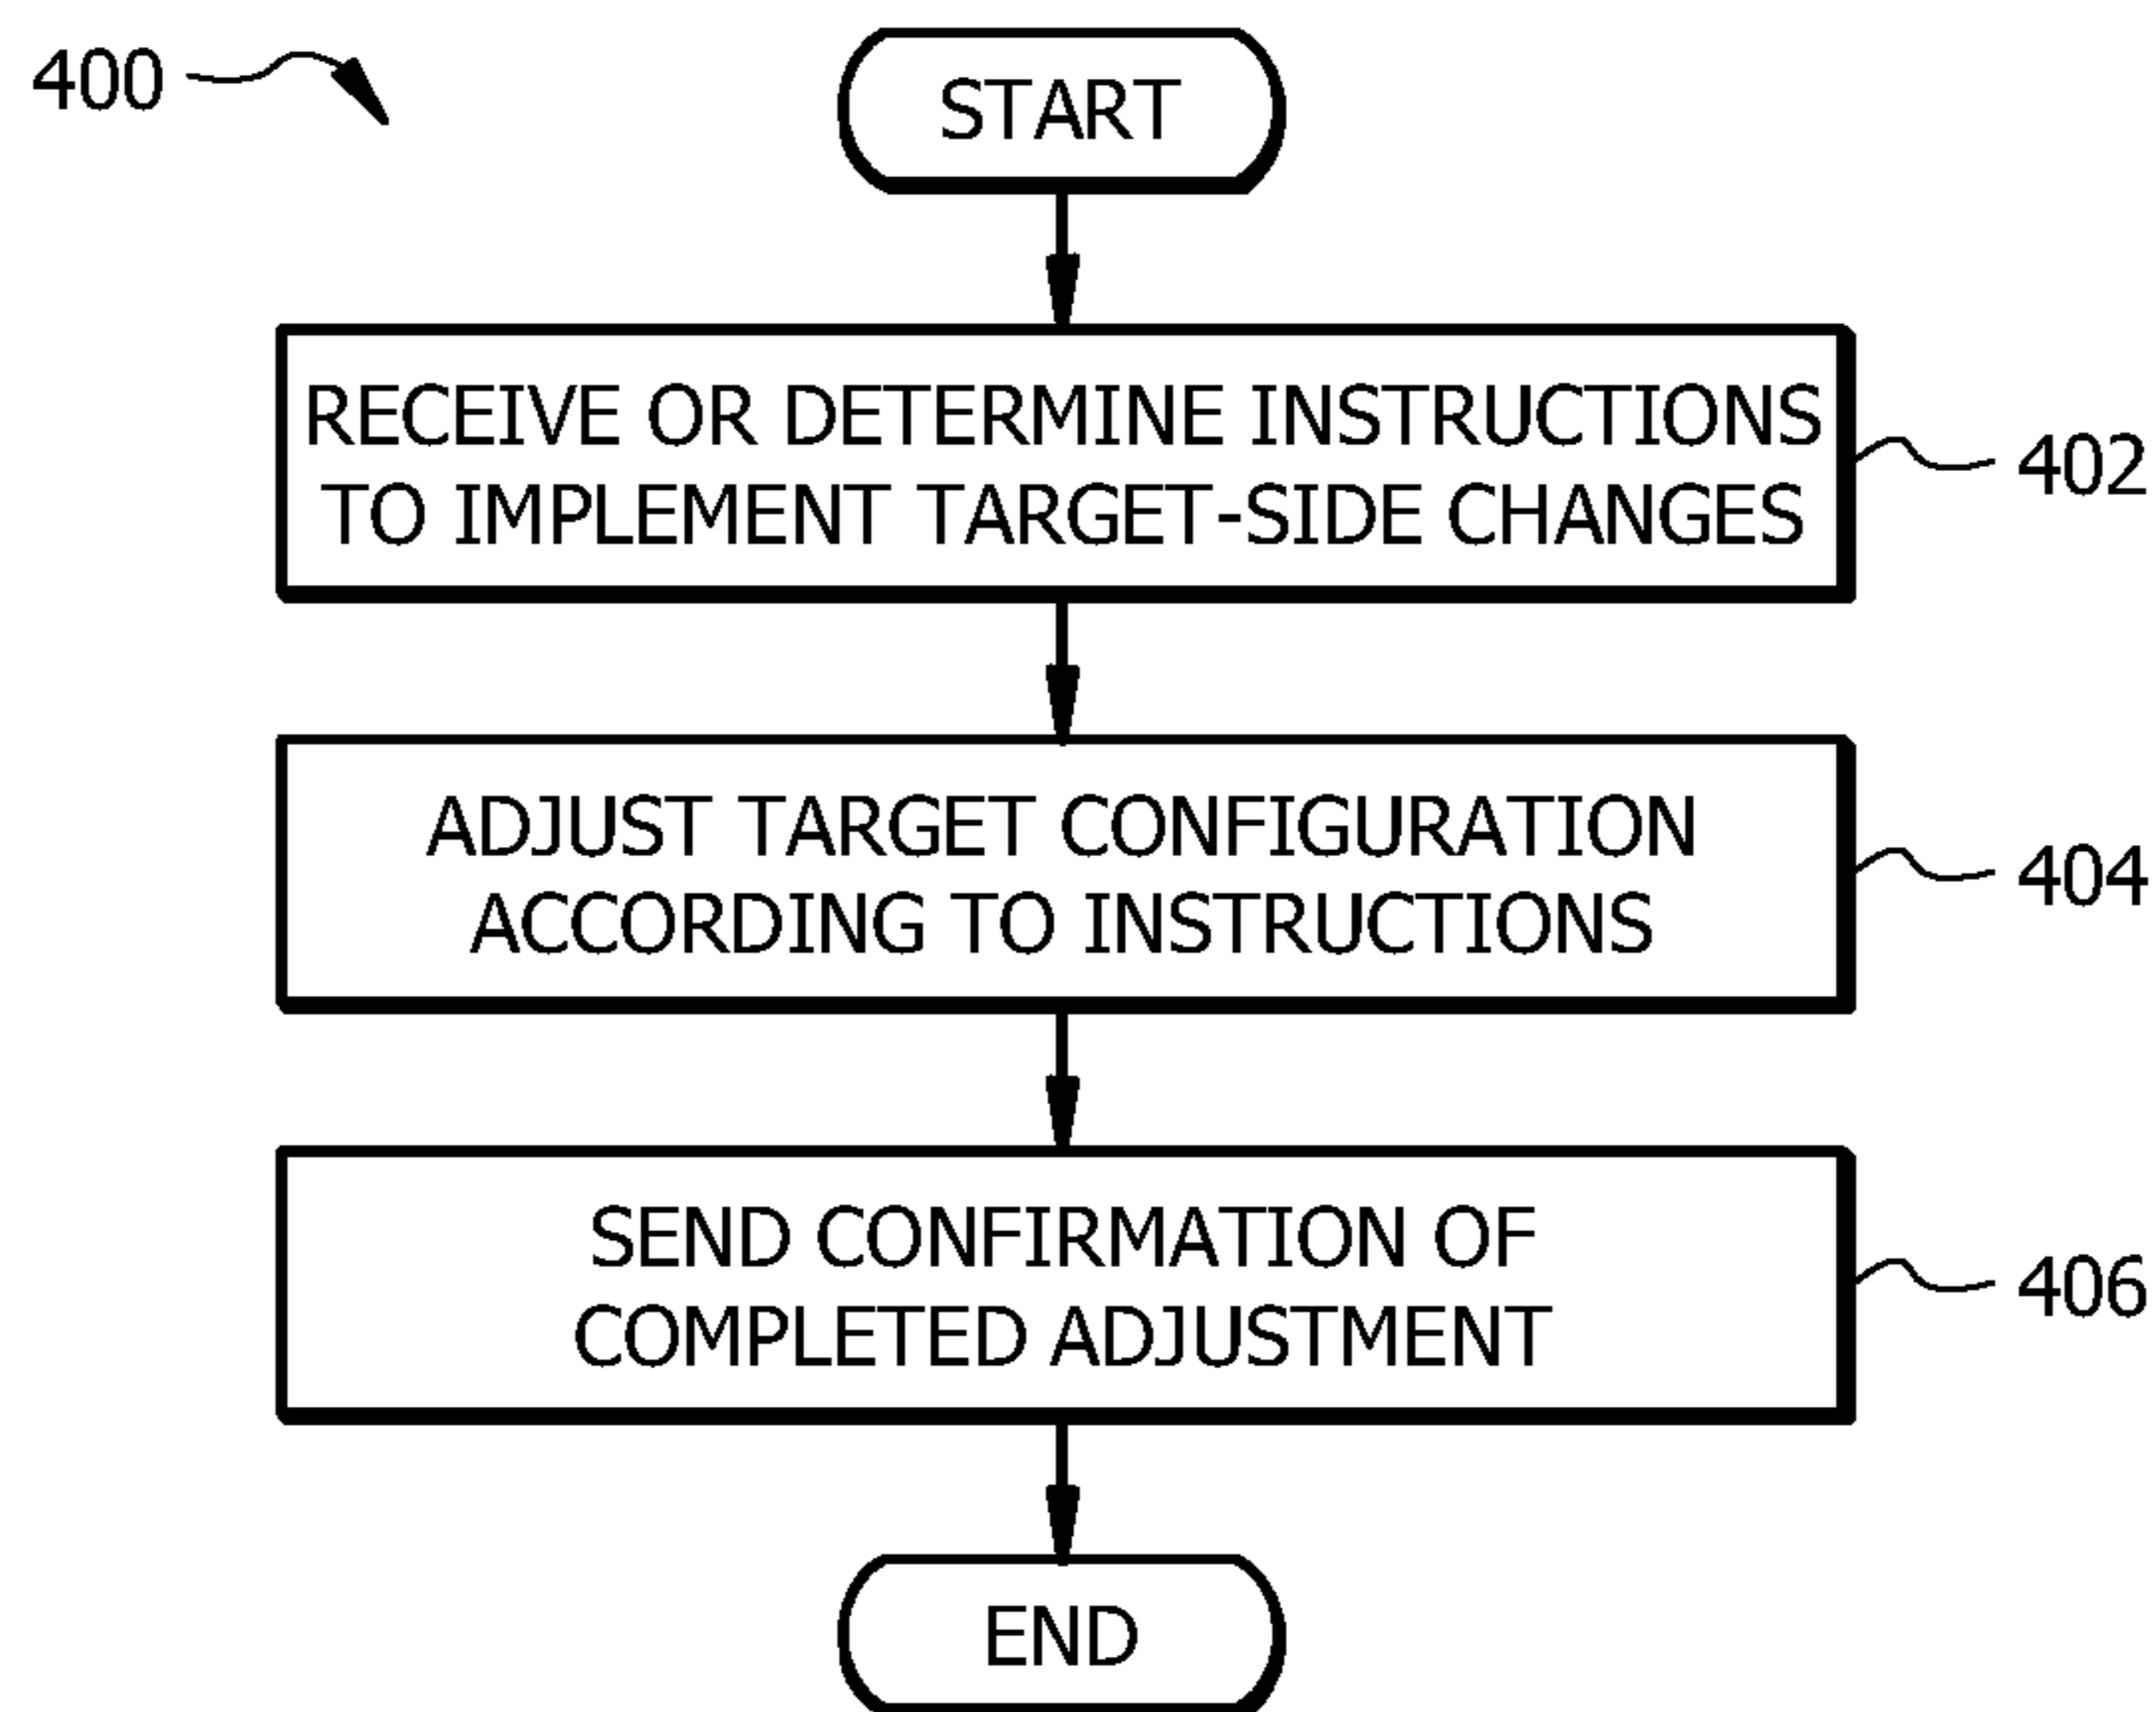 400
START
RECEIVE OR DETERMINE INSTRUCTIONS
TO IMPLEMENT TARGET-SIDE CHANGES
402
ADJUST TARGET CONFIGURATION
ACCORDING TO INSTRUCTIONS
404
SEND CONFIRMATION OF
COMPLETED ADJUSTMENT
406
END